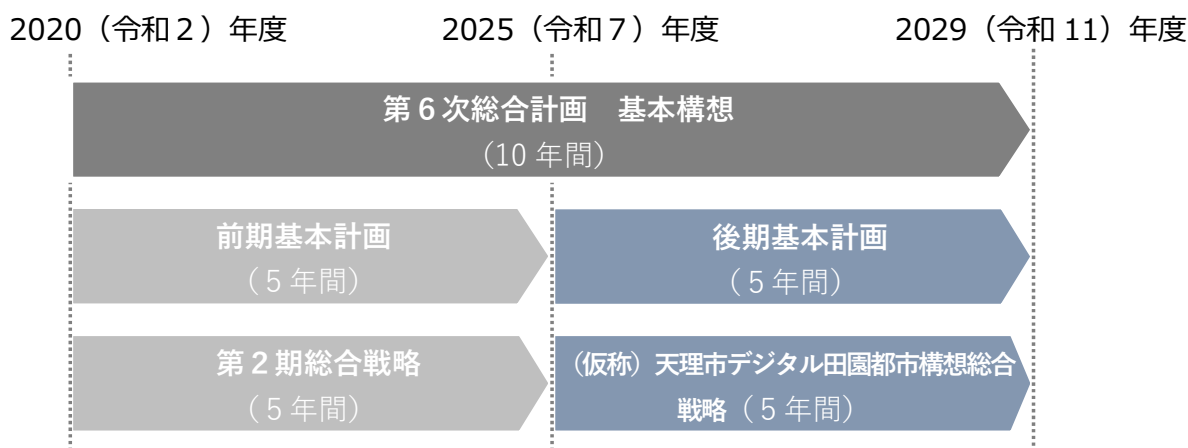 2020（令和２）年度　2025（令和７）年度　2029（令和 11）年度
第６次総合計画　基本構想
（10 年間）
前期基本計画
（５年間）
後期基本計画
（５年間）
第２期総合戦略
（５年間）
（仮称）天理市デジタル田園都市構想総合
戦略（５年間）